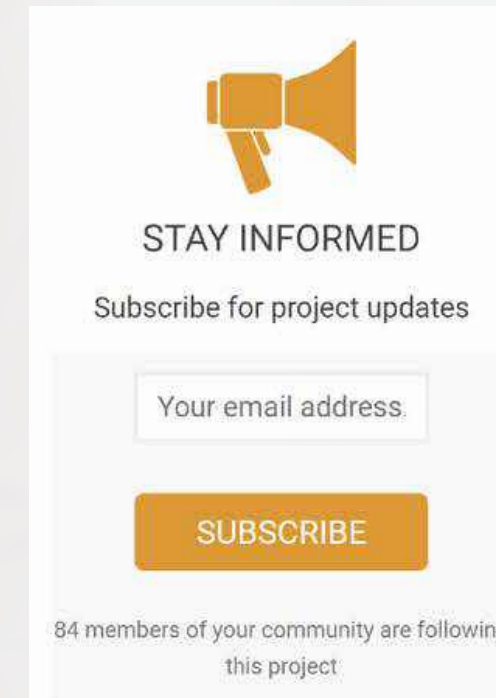 STAY INFORMED
Subscribe for project updates
Your email address.
SUBSCRIBE
84 members of your community are followin
this project